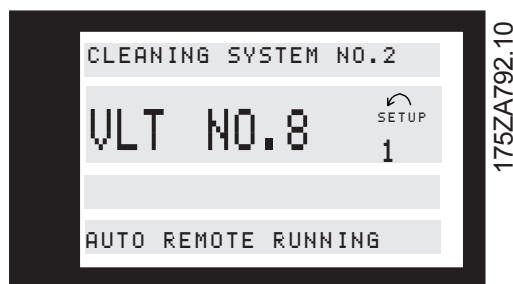 CLEANING SYSTEM NO.2
VLT NO.8
SETUP
1
AUTO REMOTE RUNNING
175ZA792.10